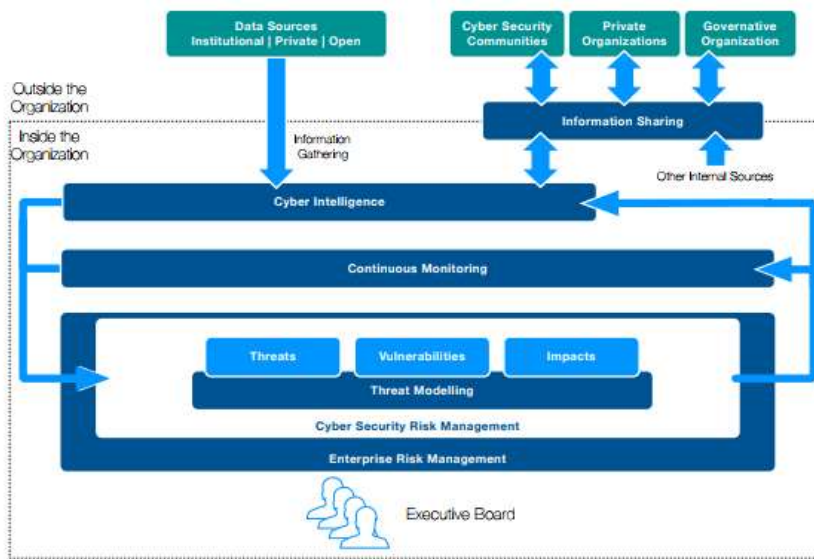 Data Sources
Institutional | Private | Open
Cyber Security
Communities
Private
Organizations
Governative
Organization
Outside the
Organization
Information Sharing
Inside the
Organization
Information
Gathering
Other Internal Sources
Cyber Intelligence
Continuous Monitoring
Threats
Vulnerabilities
Impacts
Threat Modelling
Cyber Security Risk Management
Enterprise Risk Management
Executive Board